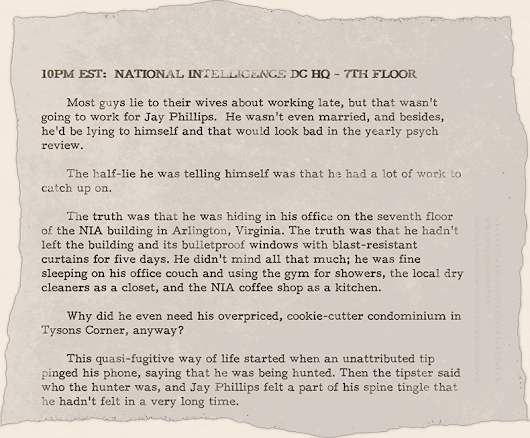 10PM EST: NATIONAL INTELLIGENCE DC HQ - 7TH FLOOR
Most guys lie to their wives about working late, but that wasn't
going to work for Jay Phillips. He wasn't even married, and besides,
he'd be lying to himself and that would look bad in the yearly psych
review.
The half-lie he was telling himself was that he had a lot of work to
catch up on.
The truth was that he was hiding in his office on the seventh floor
of the NIA building in Arlington, Virginia. The truth was that he hadn't
left the building and its bulletproof windows with blast-resistant
curtains for five days. He didn't mind all that much; he was fine
sleeping on his office couch and using the gym for showers, the local dry
cleaners as a closet, and the NIA coffee shop as a kitchen.
Why did he even need his overpriced, cookie-cutter condominium in
Tysons Corner, anyway?
This quasi-fugitive way of life started when an unattributed tip
pinged his phone, saying that he was being hunted. Then the tipster said
who the hunter was, and Jay Phillips felt a part of his spine tingle that
he hadn't felt in a very long time.